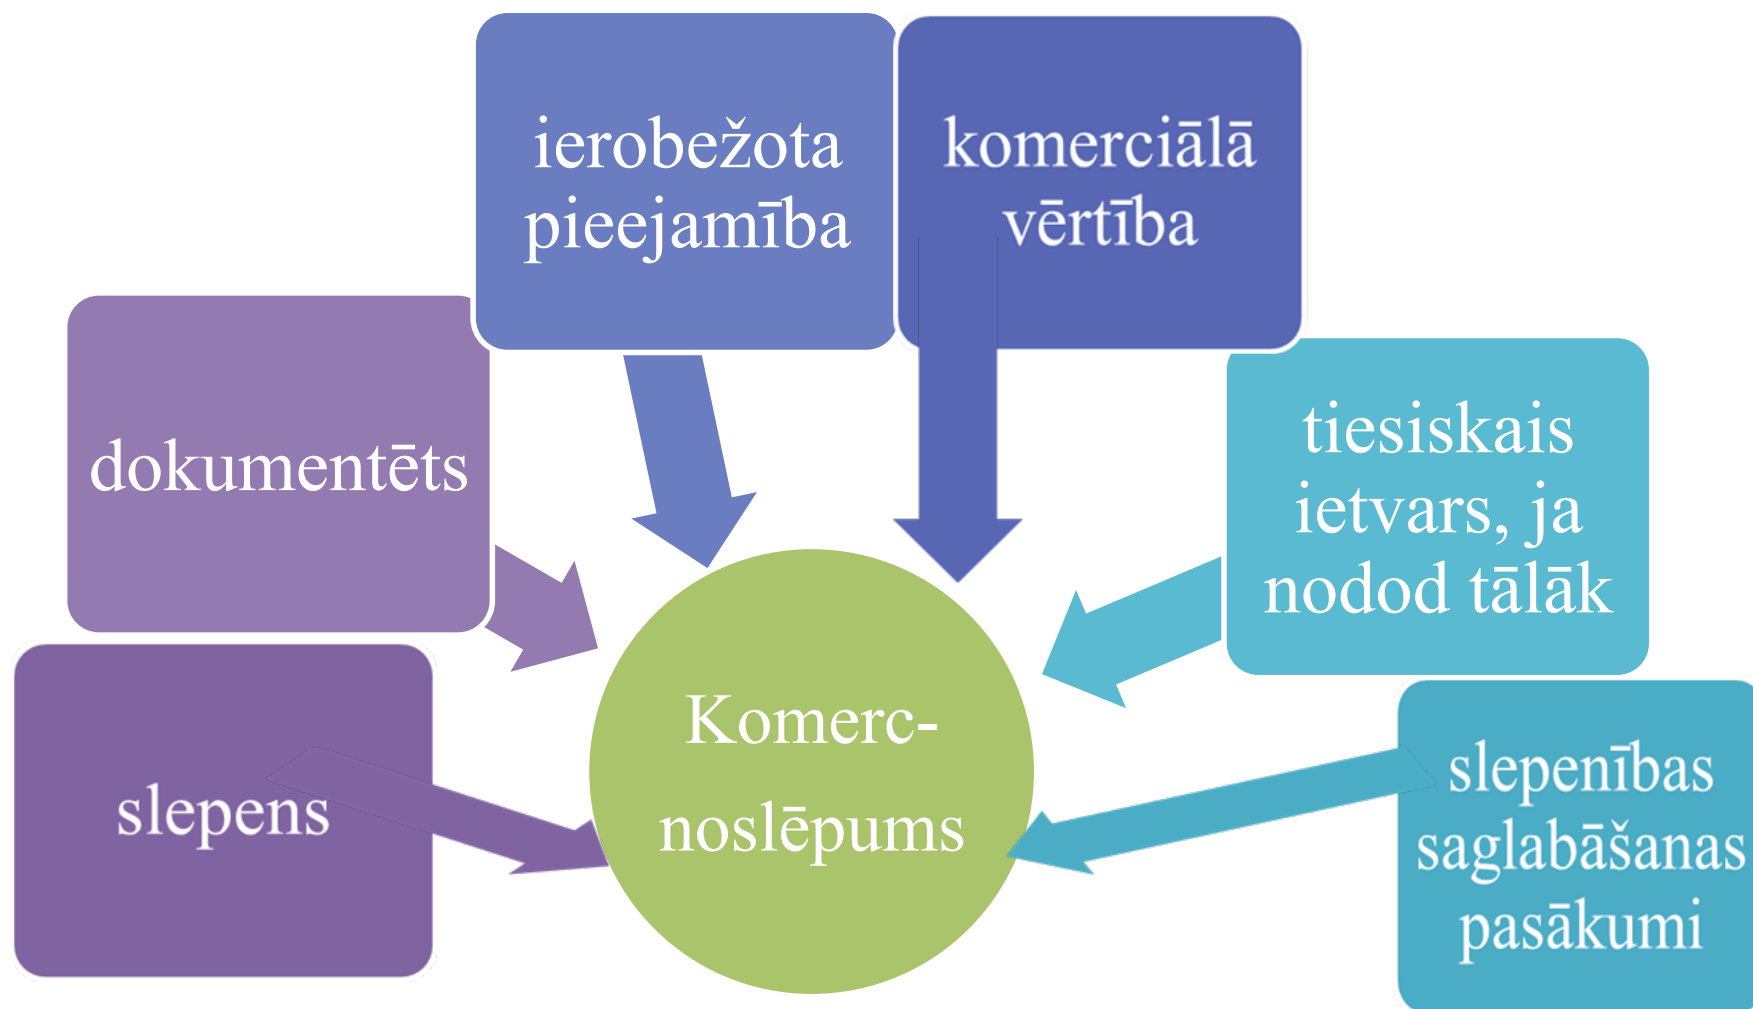 ierobežota
pieejamība
komerciālā
vērtība
dokumentēts
tiesiskais
ietvars, ja
nodod tālāk
slepens
Komerc-
noslēpums
slepenības
saglabāšanas
pasākumi